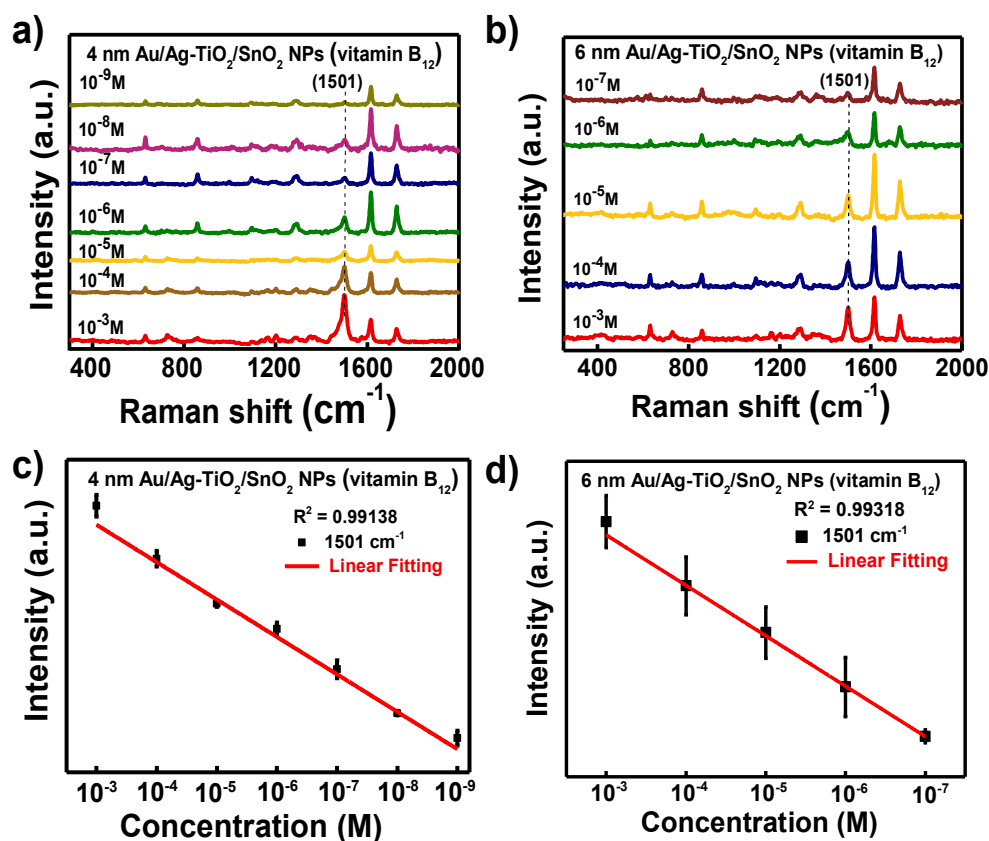 a)
4 nm Au/Ag-TiO₂/SnO₂ NPs (vitamin B₁₂)
(1501)
10⁻⁹M
10⁻⁸M
10⁻⁷M
10⁻⁶M
10⁻⁵M
10⁻⁴M
10⁻³M
Intensity (a.u.)
400 800 1200 1600 2000
Raman shift (cm⁻¹)
b)
6 nm Au/Ag-TiO₂/SnO₂ NPs (vitamin B₁₂)
10⁻⁷M
(1501)
10⁻⁶M
10⁻⁵M
10⁻⁴M
10⁻³M
Intensity (a.u.)
400 800 1200 1600 2000
Raman shift (cm⁻¹)
c)
4 nm Au/Ag-TiO₂/SnO₂ NPs (vitamin B₁₂)
R² = 0.99138
1501 cm⁻¹
Linear Fitting
Intensity (a.u.)
10⁻³ 10⁻⁴ 10⁻⁵ 10⁻⁶ 10⁻⁷ 10⁻⁸ 10⁻⁹
Concentration (M)
d)
6 nm Au/Ag-TiO₂/SnO₂ NPs (vitamin B₁₂)
R² = 0.99318
1501 cm⁻¹
Linear Fitting
Intensity (a.u.)
10⁻³ 10⁻⁴ 10⁻⁵ 10⁻⁶ 10⁻⁷
Concentration (M)